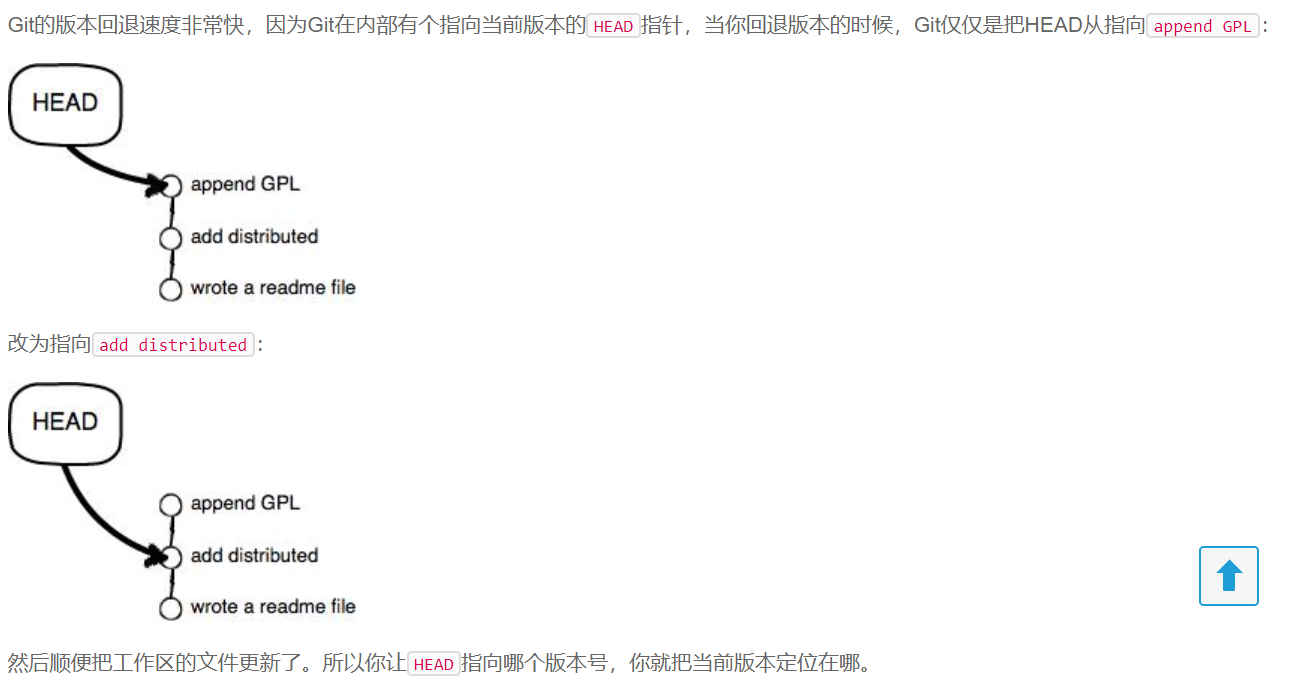 Git的版本回退速度非常快，因为Git在内部有个指向当前版本的HEAD指针，当你回退版本的时候，Git仅仅是把HEAD从指向append GPL：
HEAD
append GPL
add distributed
wrote a readme file
改为指向add distributed：
HEAD
append GPL
add distributed
wrote a readme file
然后顺便把工作区的文件更新了。所以你让HEAD指向哪个版本号，你就把当前版本定位在哪。